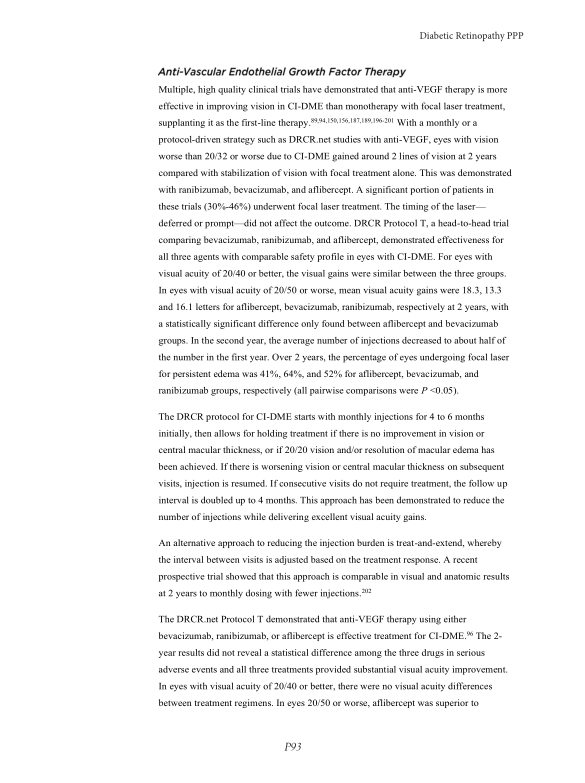 Diabetic Retinopathy PPP
Anti-Vascular Endothelial Growth Factor Therapy
Multiple, high quality clinical trials have demonstrated that anti-VEGF therapy is more
effective in improving vision in CI-DME than monotherapy with focal laser treatment,
supplanting it as the first-line therapy.89,94,150,156,187,189,196-201 With a monthly or a
protocol-driven strategy such as DRCR.net studies with anti-VEGF, eyes with vision
worse than 20/32 or worse due to CI-DME gained around 2 lines of vision at 2 years
compared with stabilization of vision with focal treatment alone. This was demonstrated
with ranibizumab, bevacizumab, and aflibercept. A significant portion of patients in
these trials (30%-46%) underwent focal laser treatment. The timing of the laser—
deferred or prompt—did not affect the outcome. DRCR Protocol T, a head-to-head trial
comparing bevacizumab, ranibizumab, and aflibercept, demonstrated effectiveness for
all three agents with comparable safety profile in eyes with CI-DME. For eyes with
visual acuity of 20/40 or better, the visual gains were similar between the three groups.
In eyes with visual acuity of 20/50 or worse, mean visual acuity gains were 18.3, 13.3
and 16.1 letters for aflibercept, bevacizumab, ranibizumab, respectively at 2 years, with
a statistically significant difference only found between aflibercept and bevacizumab
groups. In the second year, the average number of injections decreased to about half of
the number in the first year. Over 2 years, the percentage of eyes undergoing focal laser
for persistent edema was 41%, 64%, and 52% for aflibercept, bevacizumab, and
ranibizumab groups, respectively (all pairwise comparisons were P <0.05).
The DRCR protocol for CI-DME starts with monthly injections for 4 to 6 months
initially, then allows for holding treatment if there is no improvement in vision or
central macular thickness, or if 20/20 vision and/or resolution of macular edema has
been achieved. If there is worsening vision or central macular thickness on subsequent
visits, injection is resumed. If consecutive visits do not require treatment, the follow up
interval is doubled up to 4 months. This approach has been demonstrated to reduce the
number of injections while delivering excellent visual acuity gains.
An alternative approach to reducing the injection burden is treat-and-extend, whereby
the interval between visits is adjusted based on the treatment response. A recent
prospective trial showed that this approach is comparable in visual and anatomic results
at 2 years to monthly dosing with fewer injections.202
The DRCR.net Protocol T demonstrated that anti-VEGF therapy using either
bevacizumab, ranibizumab, or aflibercept is effective treatment for CI-DME.96 The 2-
year results did not reveal a statistical difference among the three drugs in serious
adverse events and all three treatments provided substantial visual acuity improvement.
In eyes with visual acuity of 20/40 or better, there were no visual acuity differences
between treatment regimens. In eyes 20/50 or worse, aflibercept was superior to
P93